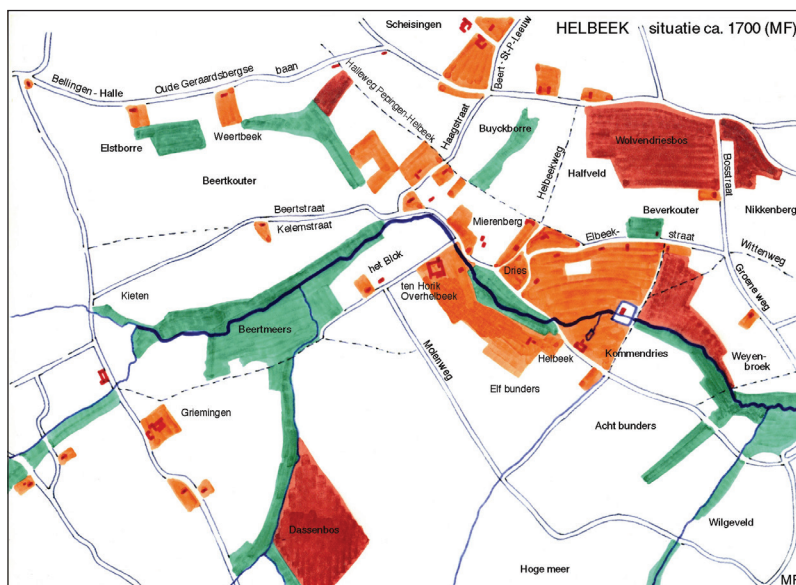 HELBEEK situatie ca. 1700 (MF)
Scheisingen
Beert - St-P-Leeuw
Bellingen - Halle
Oude Geraardsbergse baan
Halleweg Pepingen-Helbeek
Haagstraat
Buyckborre
Elstborre
Weertbeek
Beertkouter
Helbeekweg
Halfveld
Wolvendriesbos
Bosstraat
Nikkenberg
Beertstraat
Kelemstraat
Mierenberg
Beverkouter
Elbeek-
straat
Wittenweg
Dries
het Blok
ten Horik
Overhelbeek
Groene weg
Kieten
Beertmeers
Helbeek
Kommendries
Weyen-
broek
Molenweg
Elf bunders
Griemingen
Acht bunders
Dassenbos
Wilgeveld
Hoge meer
MF